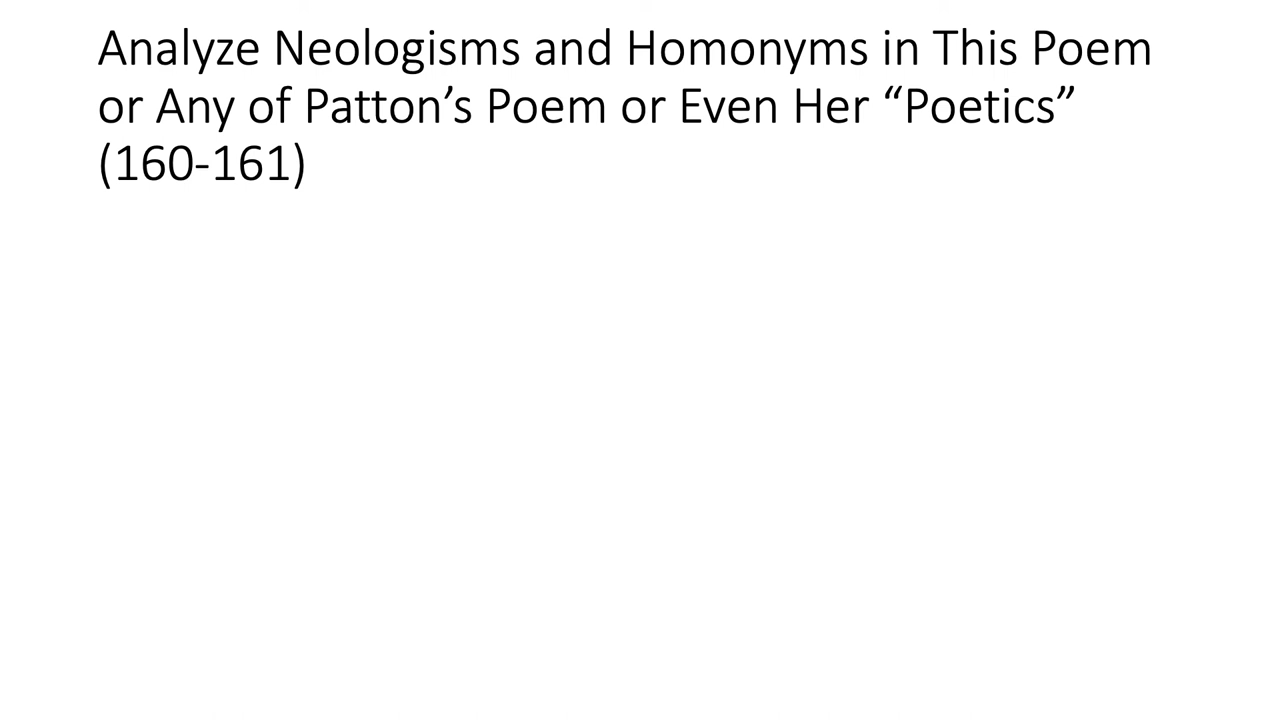 Analyze Neologisms and Homonyms in This Poem
or Any of Patton’s Poem or Even Her “Poetics”
(160-161)